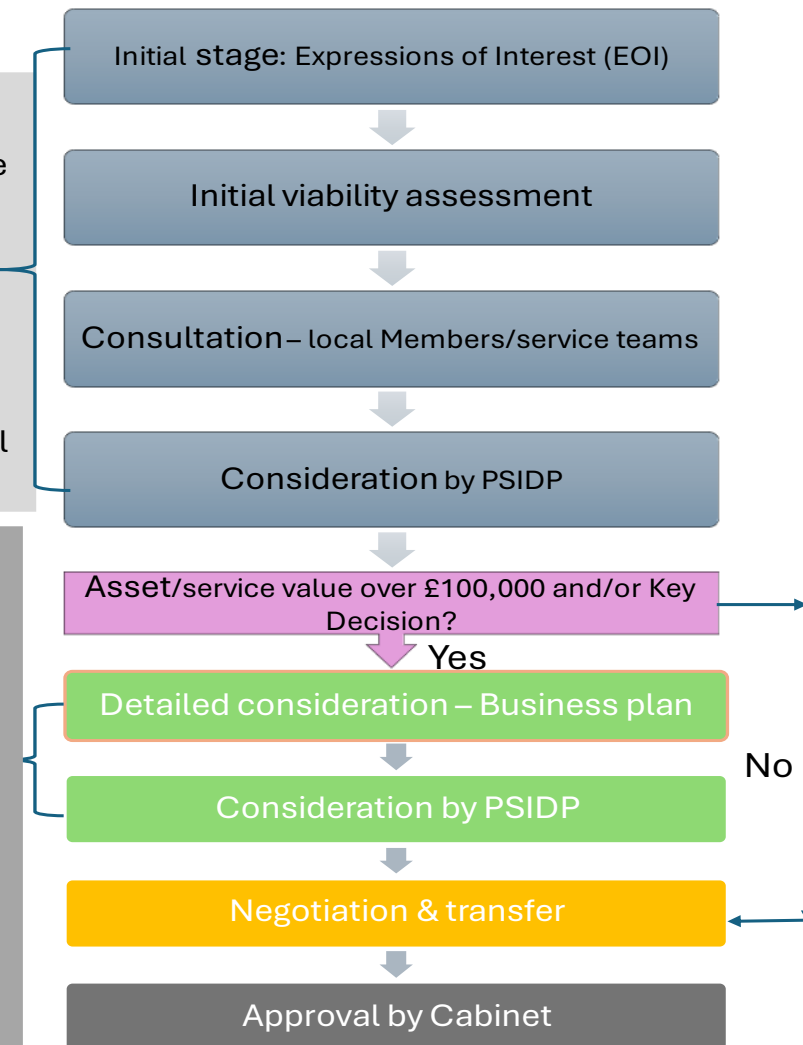 Initial stage: Expressions of Interest (EOI)
e
Initial viability assessment
Consultation – local Members/service teams
l
Consideration by PSIDP
Asset/service value over £100,000 and/or Key
Decision?
Yes
Detailed consideration – Business plan
No
Consideration by PSIDP
Negotiation & transfer
Approval by Cabinet